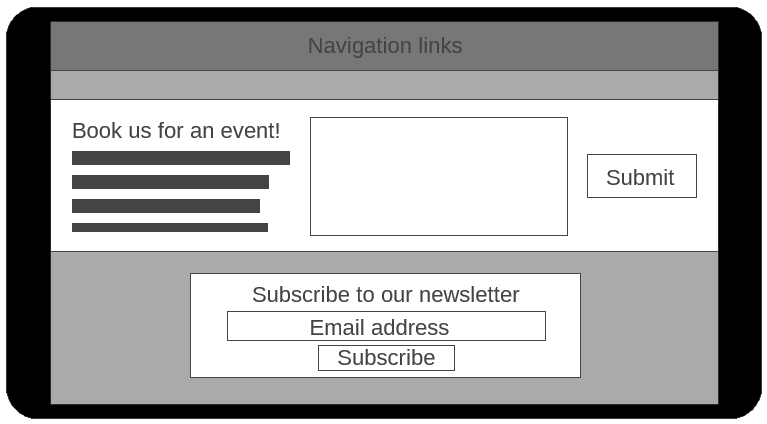 Navigation links
Book us for an event!
Submit
Subscribe to our newsletter
Email address
Subscribe